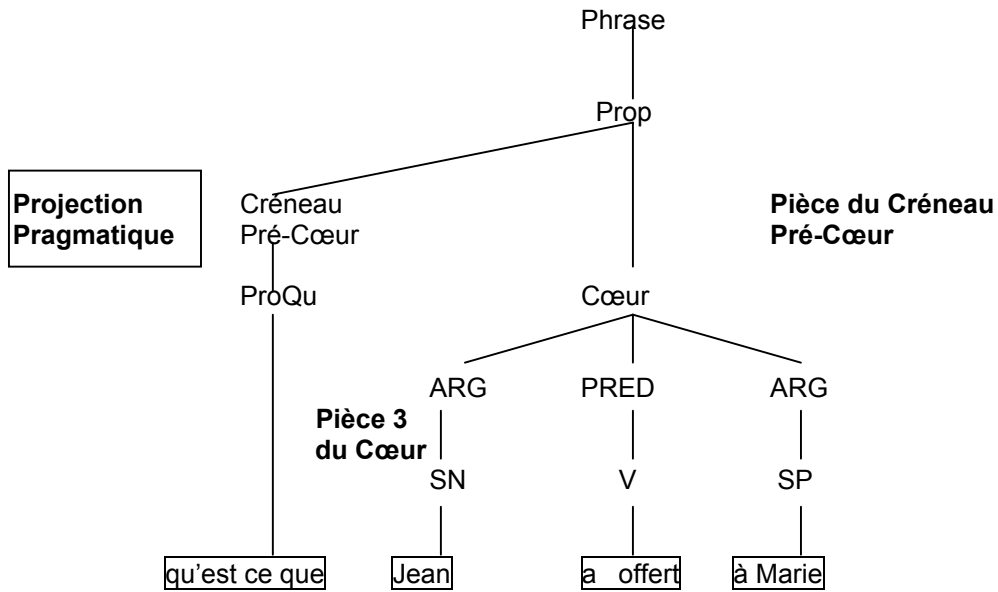 Phrase
Prop
Projection
Pragmatique
Créneau
Pré-Cœur
Pièce du Créneau
Pré-Cœur
ProQu
Cœur
ARG
PRED
ARG
Pièce 3
du Cœur
SN
V
SP
qu'est ce que
Jean
a offert
à Marie